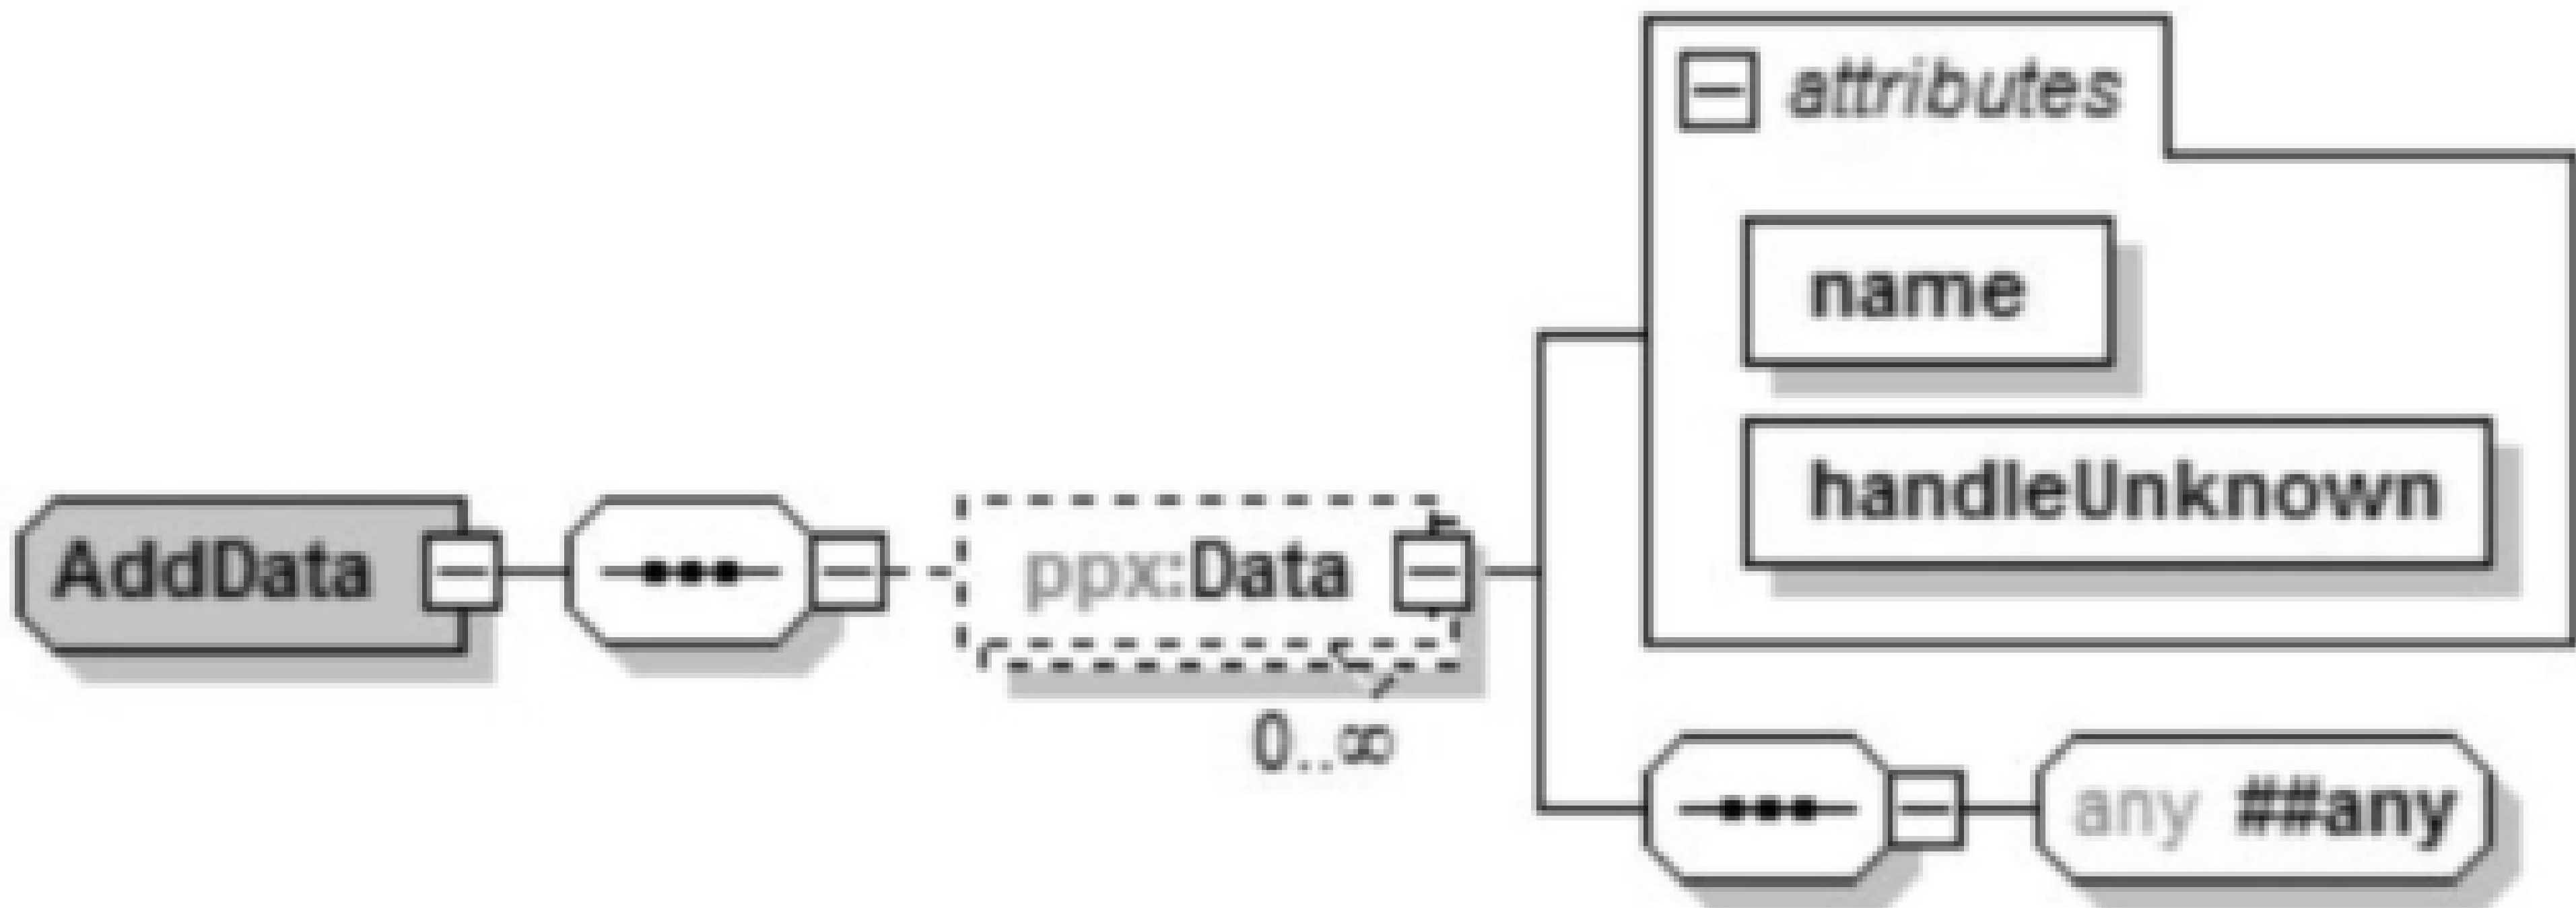 attributes
name
handleUnknown
AddData
ppx:Data
0..∞
any ##any